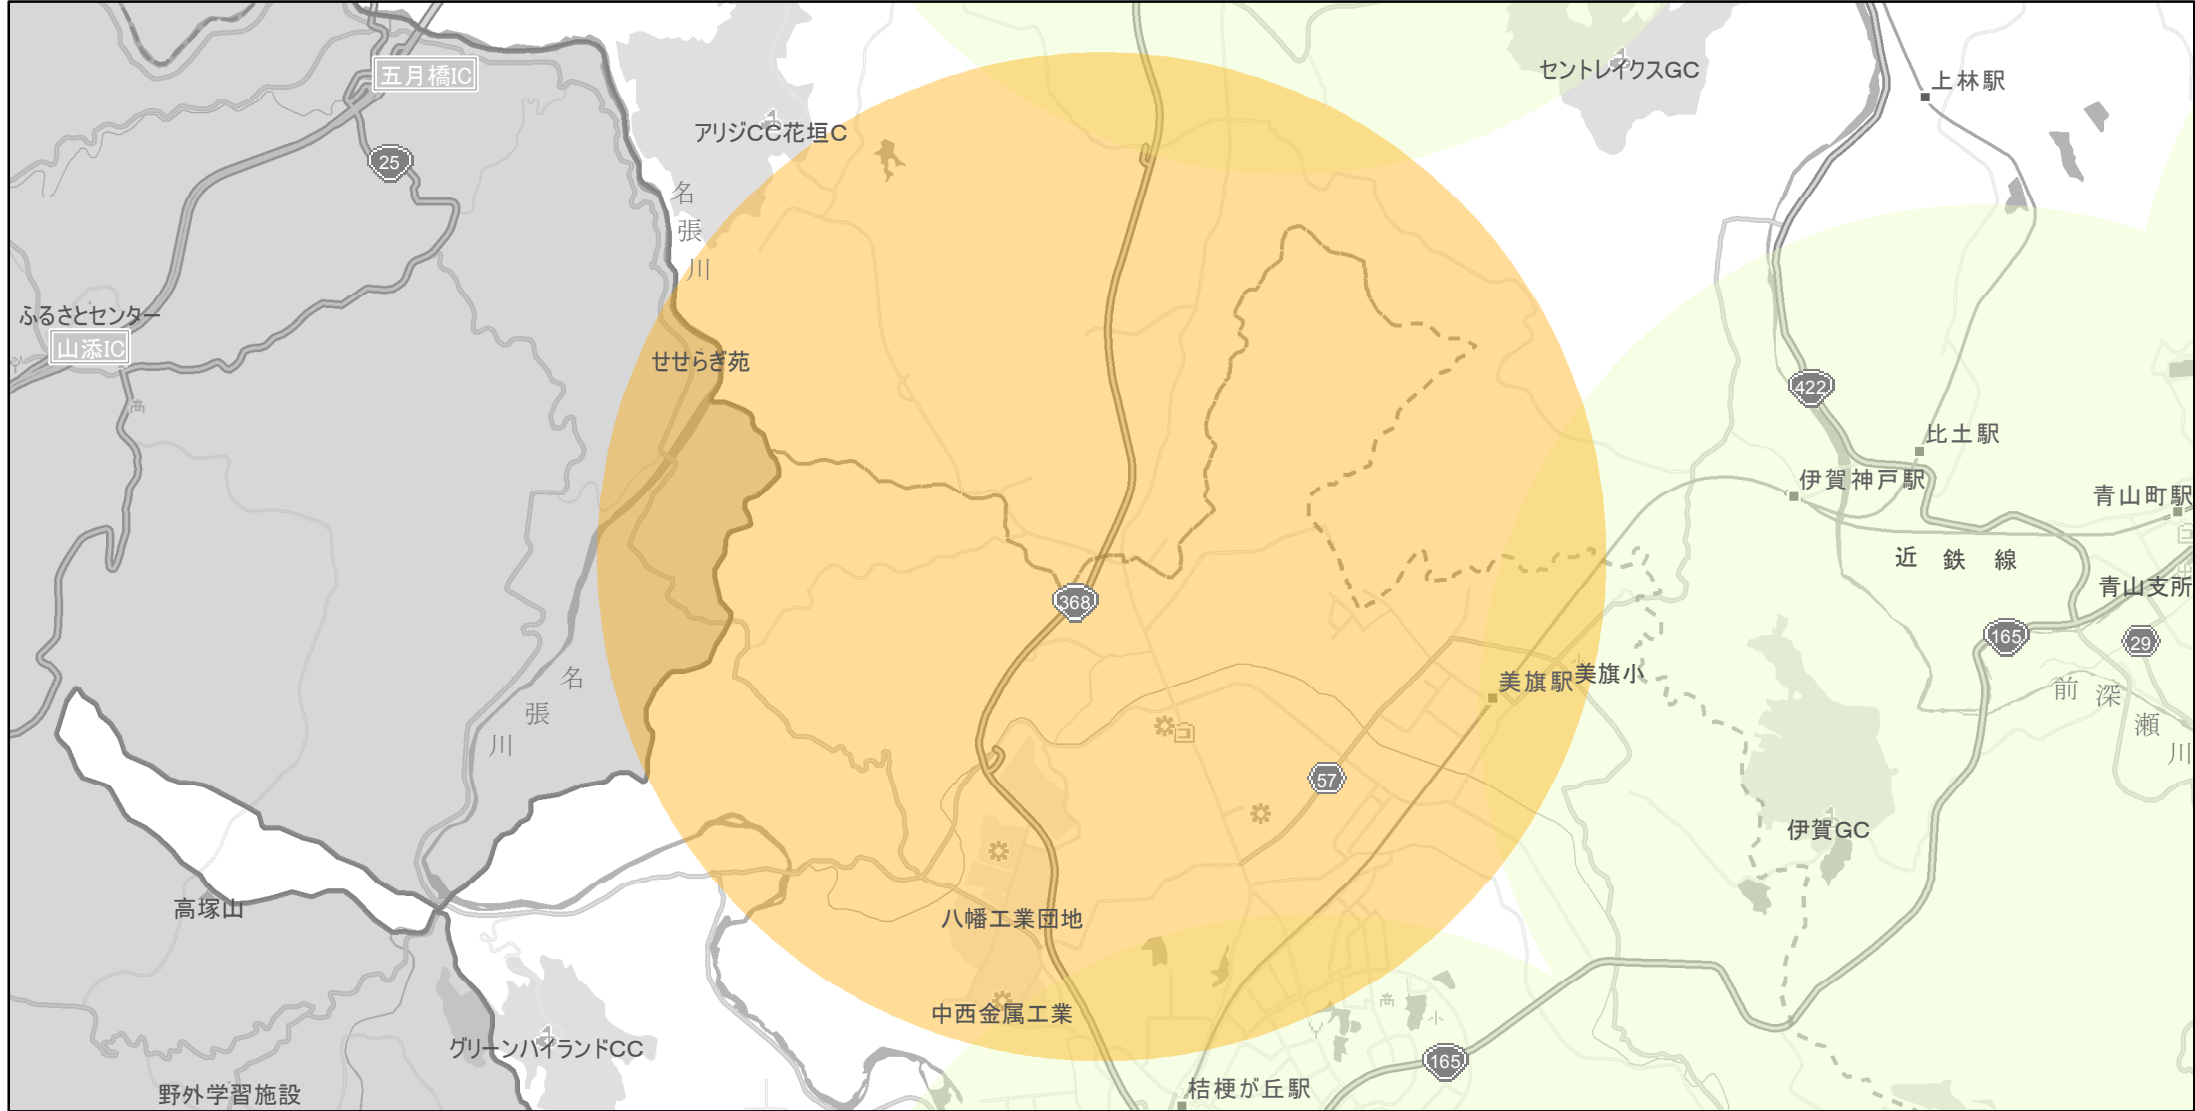 五月橋IC
セントレイクスGC
上林駅
アリジCC花垣C
25
名張川
ふるさとセンター
山添IC
せせらぎ苑
422
商
比土駅
伊賀神戸駅
青山町駅
近鉄線
青山支所
368
165
29
美旗駅
美旗小
小
名張川
前深瀬川
57
伊賀GC
高塚山
八幡工業団地
中西金属工業
商
小
グリーンハイランドCC
165
野外学習施設
桔梗が丘駅